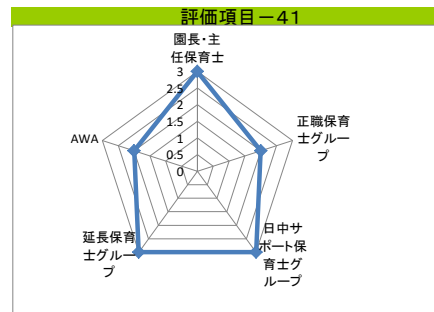 評価項目－41
園長・主
任保育士
3
2.5
2
1.5
1
0.5
0
正職保育
士グルー
プ
日中サ
ポート保
育士グ
ループ
延長保育
士グルー
プ
AWA